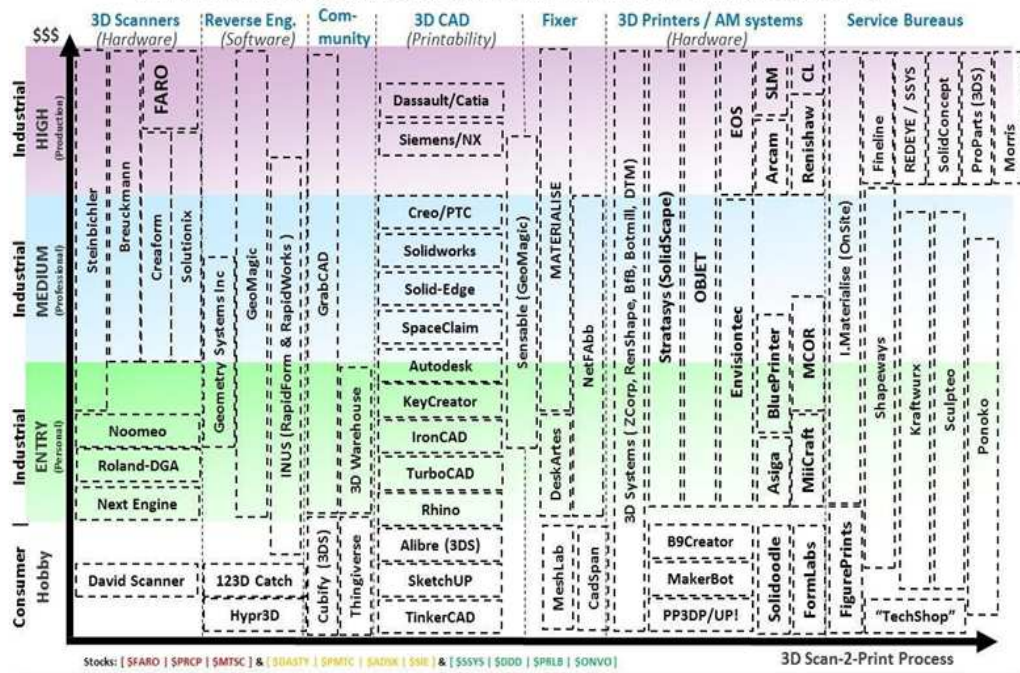 3D Scanners
(Hardware)
Reverse Eng.
(Software)
Com-
munity
3D CAD
(Printability)
Fixer
3D Printers / AM systems
(Hardware)
Service Bureaus
$$$
Industrial
HIGH
(Production)
Industrial
MEDIUM
(Professional)
Industrial
ENTRY
(Personal)
Consumer
Hobby
Steinbichler
Breuckmann
FARO
Creaform
Solutionix
Noomeo
Roland-DGA
Next Engine
David Scanner
Geometry Systems Inc
GeoMagic
INUS (RapidForm & RapidWorks)
123D Catch
Hypr3D
GrabCAD
3D Warehouse
Cubify (3DS)
Thingiverse
Dassault/Catia
Siemens/NX
Creo/PTC
Solidworks
Solid-Edge
SpaceClaim
Autodesk
KeyCreator
IronCAD
TurboCAD
Rhino
Alibre (3DS)
SketchUP
TinkerCAD
Sensable (GeoMagic)
MATERIALISE
NetFAbb
DeskArtes
MeshLab
CadSpan
3D Systems ( ZCorp, RenShape, BfB, Botmill, DTM)
Stratasys (SolidScape)
OBJET
EOS
Envisiontec
SLM
CL
Arcam
Renishaw
BluePrinter
MCOR
Asiga
MiiCraft
B9Creator
MakerBot
PP3DP/UP!
Solidoodle
FormLabs
I.Materialise (OnSite)
FigurePrints
Fineline
REDEYE / SSYS
SolidConcept
ProParts (3DS)
Morris
Shapeways
Kraftwurx
Sculpteo
Ponoko
"TechShop"
3D Scan-2-Print Process
Stocks: [ $FARO | $PRCP | $MTSC ] & [ $DASTY | $PMTC | $ADSK | $SIE ] & [ $SSYS | $DDD | $PRLB | $ONVO ]